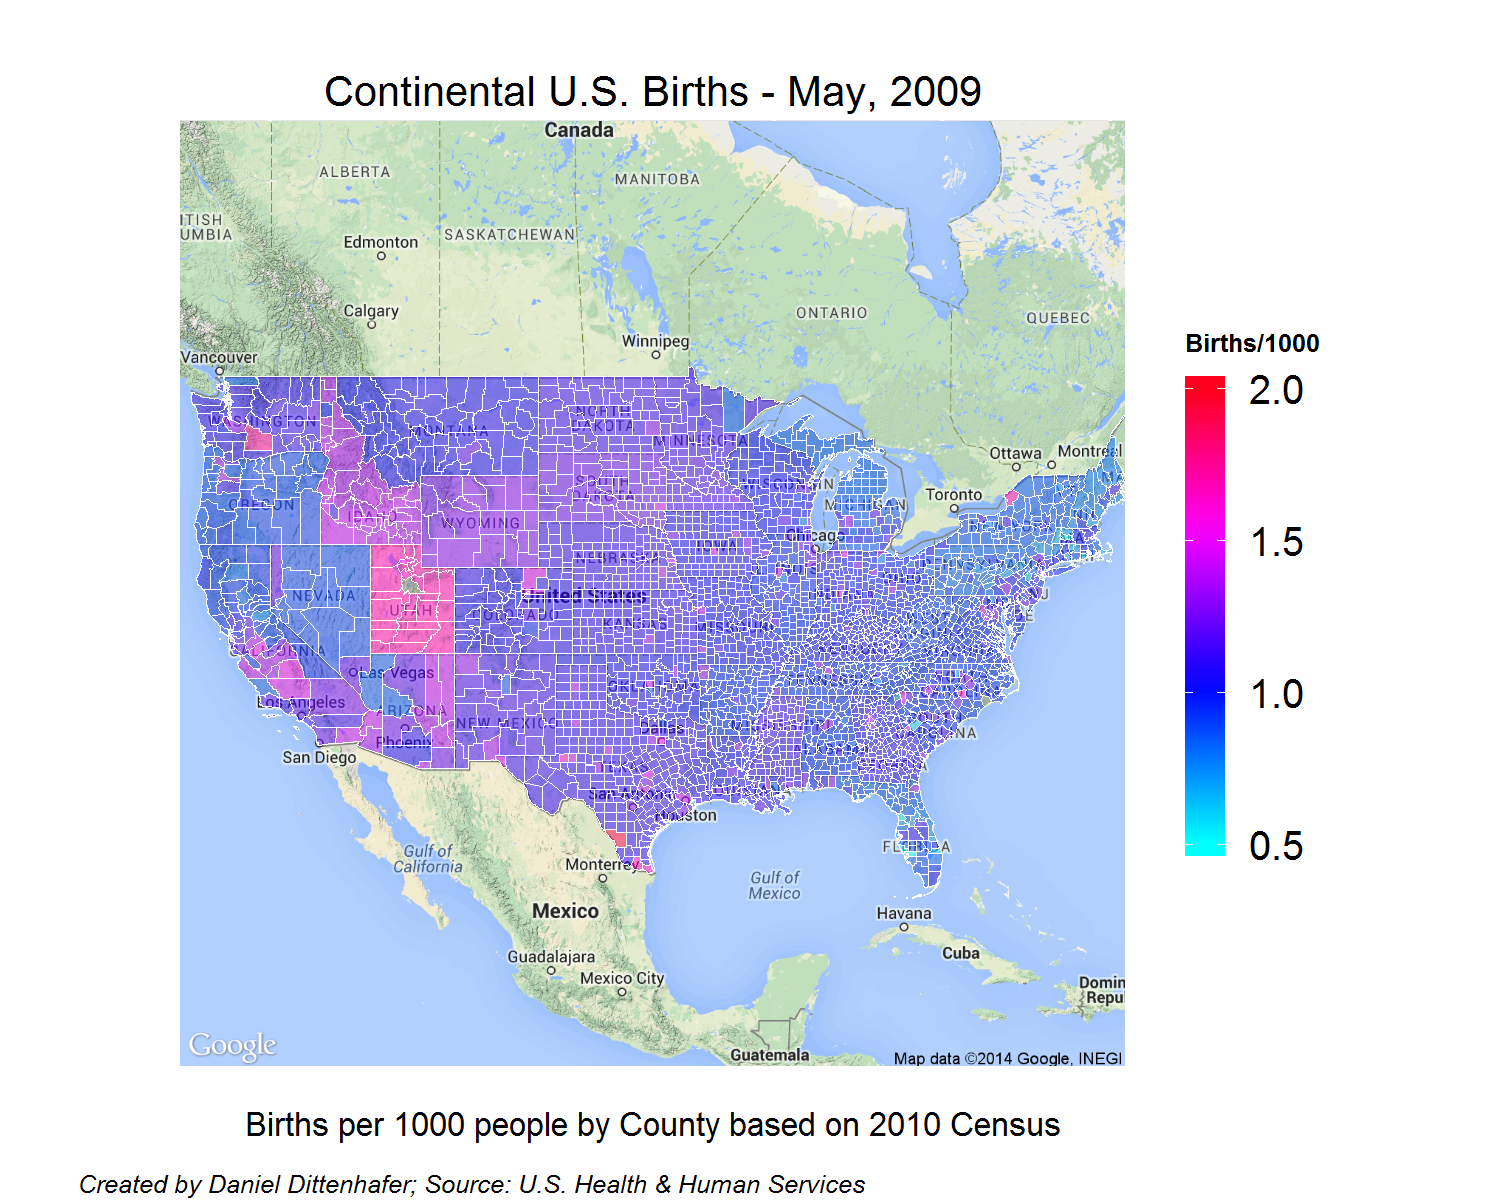 Continental U.S. Births - May, 2009
Canada
ALBERTA
MANITOBA
ITISH
UMBIA
Edmonton
SASKATCHEWAN
Calgary
ONTARIO
QUEBEC
Winnipeg
Vancouver
WASHINGTON
MONTANA
NORTH
DAKOTA
MINNESOTA
Ottawa
Montreal
OREGON
IDAHO
WYOMING
SOUTH
DAKOTA
WISCONSIN
MICHIGAN
Toronto
Chicago
IOWA
NEBRASKA
NEVADA
UTAH
United States
COLORADO
KANSAS
MISSOURI
CALIFORNIA
Las Vegas
OKLAHOMA
Los Angeles
ARIZONA
NEW MEXICO
Phoenix
Dallas
San Diego
TEXAS
San Antonio
Houston
FLORIDA
Gulf of
California
Monterrey
Gulf of
Mexico
Mexico
Havana
Cuba
Guadalajara
Mexico City
Domin
Repu
Guatemala
Google
Map data ©2014 Google, INEGI
Births/1000
2.0
1.5
1.0
0.5
Births per 1000 people by County based on 2010 Census
Created by Daniel Dittenhafer; Source: U.S. Health & Human Services